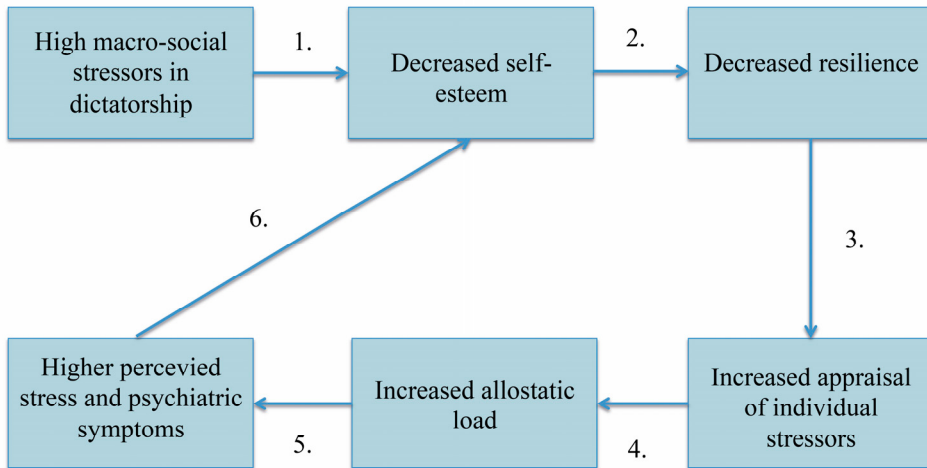 High macro-social
stressors in
dictatorship
1.
Decreased self-
esteem
2.
Decreased resilience
3.
Increased appraisal
of individual
stressors
4.
Increased allostatic
load
5.
Higher percevied
stress and psychiatric
symptoms
6.